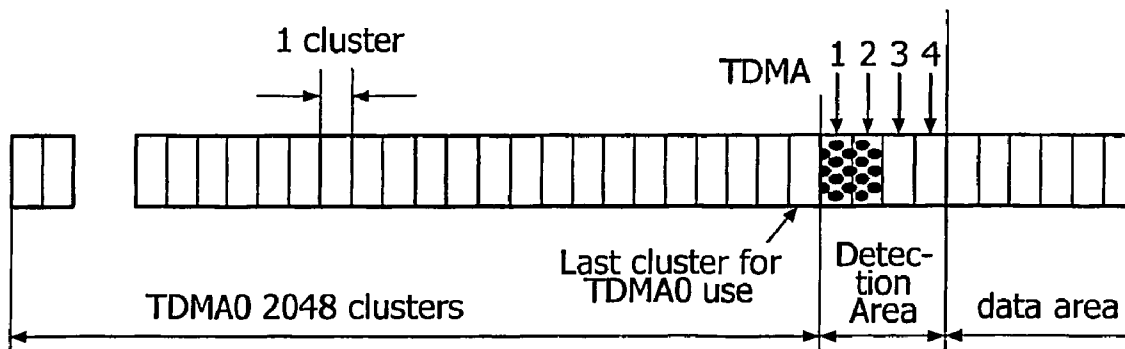 1 cluster
TDMA 1 2 3 4
Last cluster for
TDMA0 use
Detec-
tion
Area
TDMA0 2048 clusters
data area